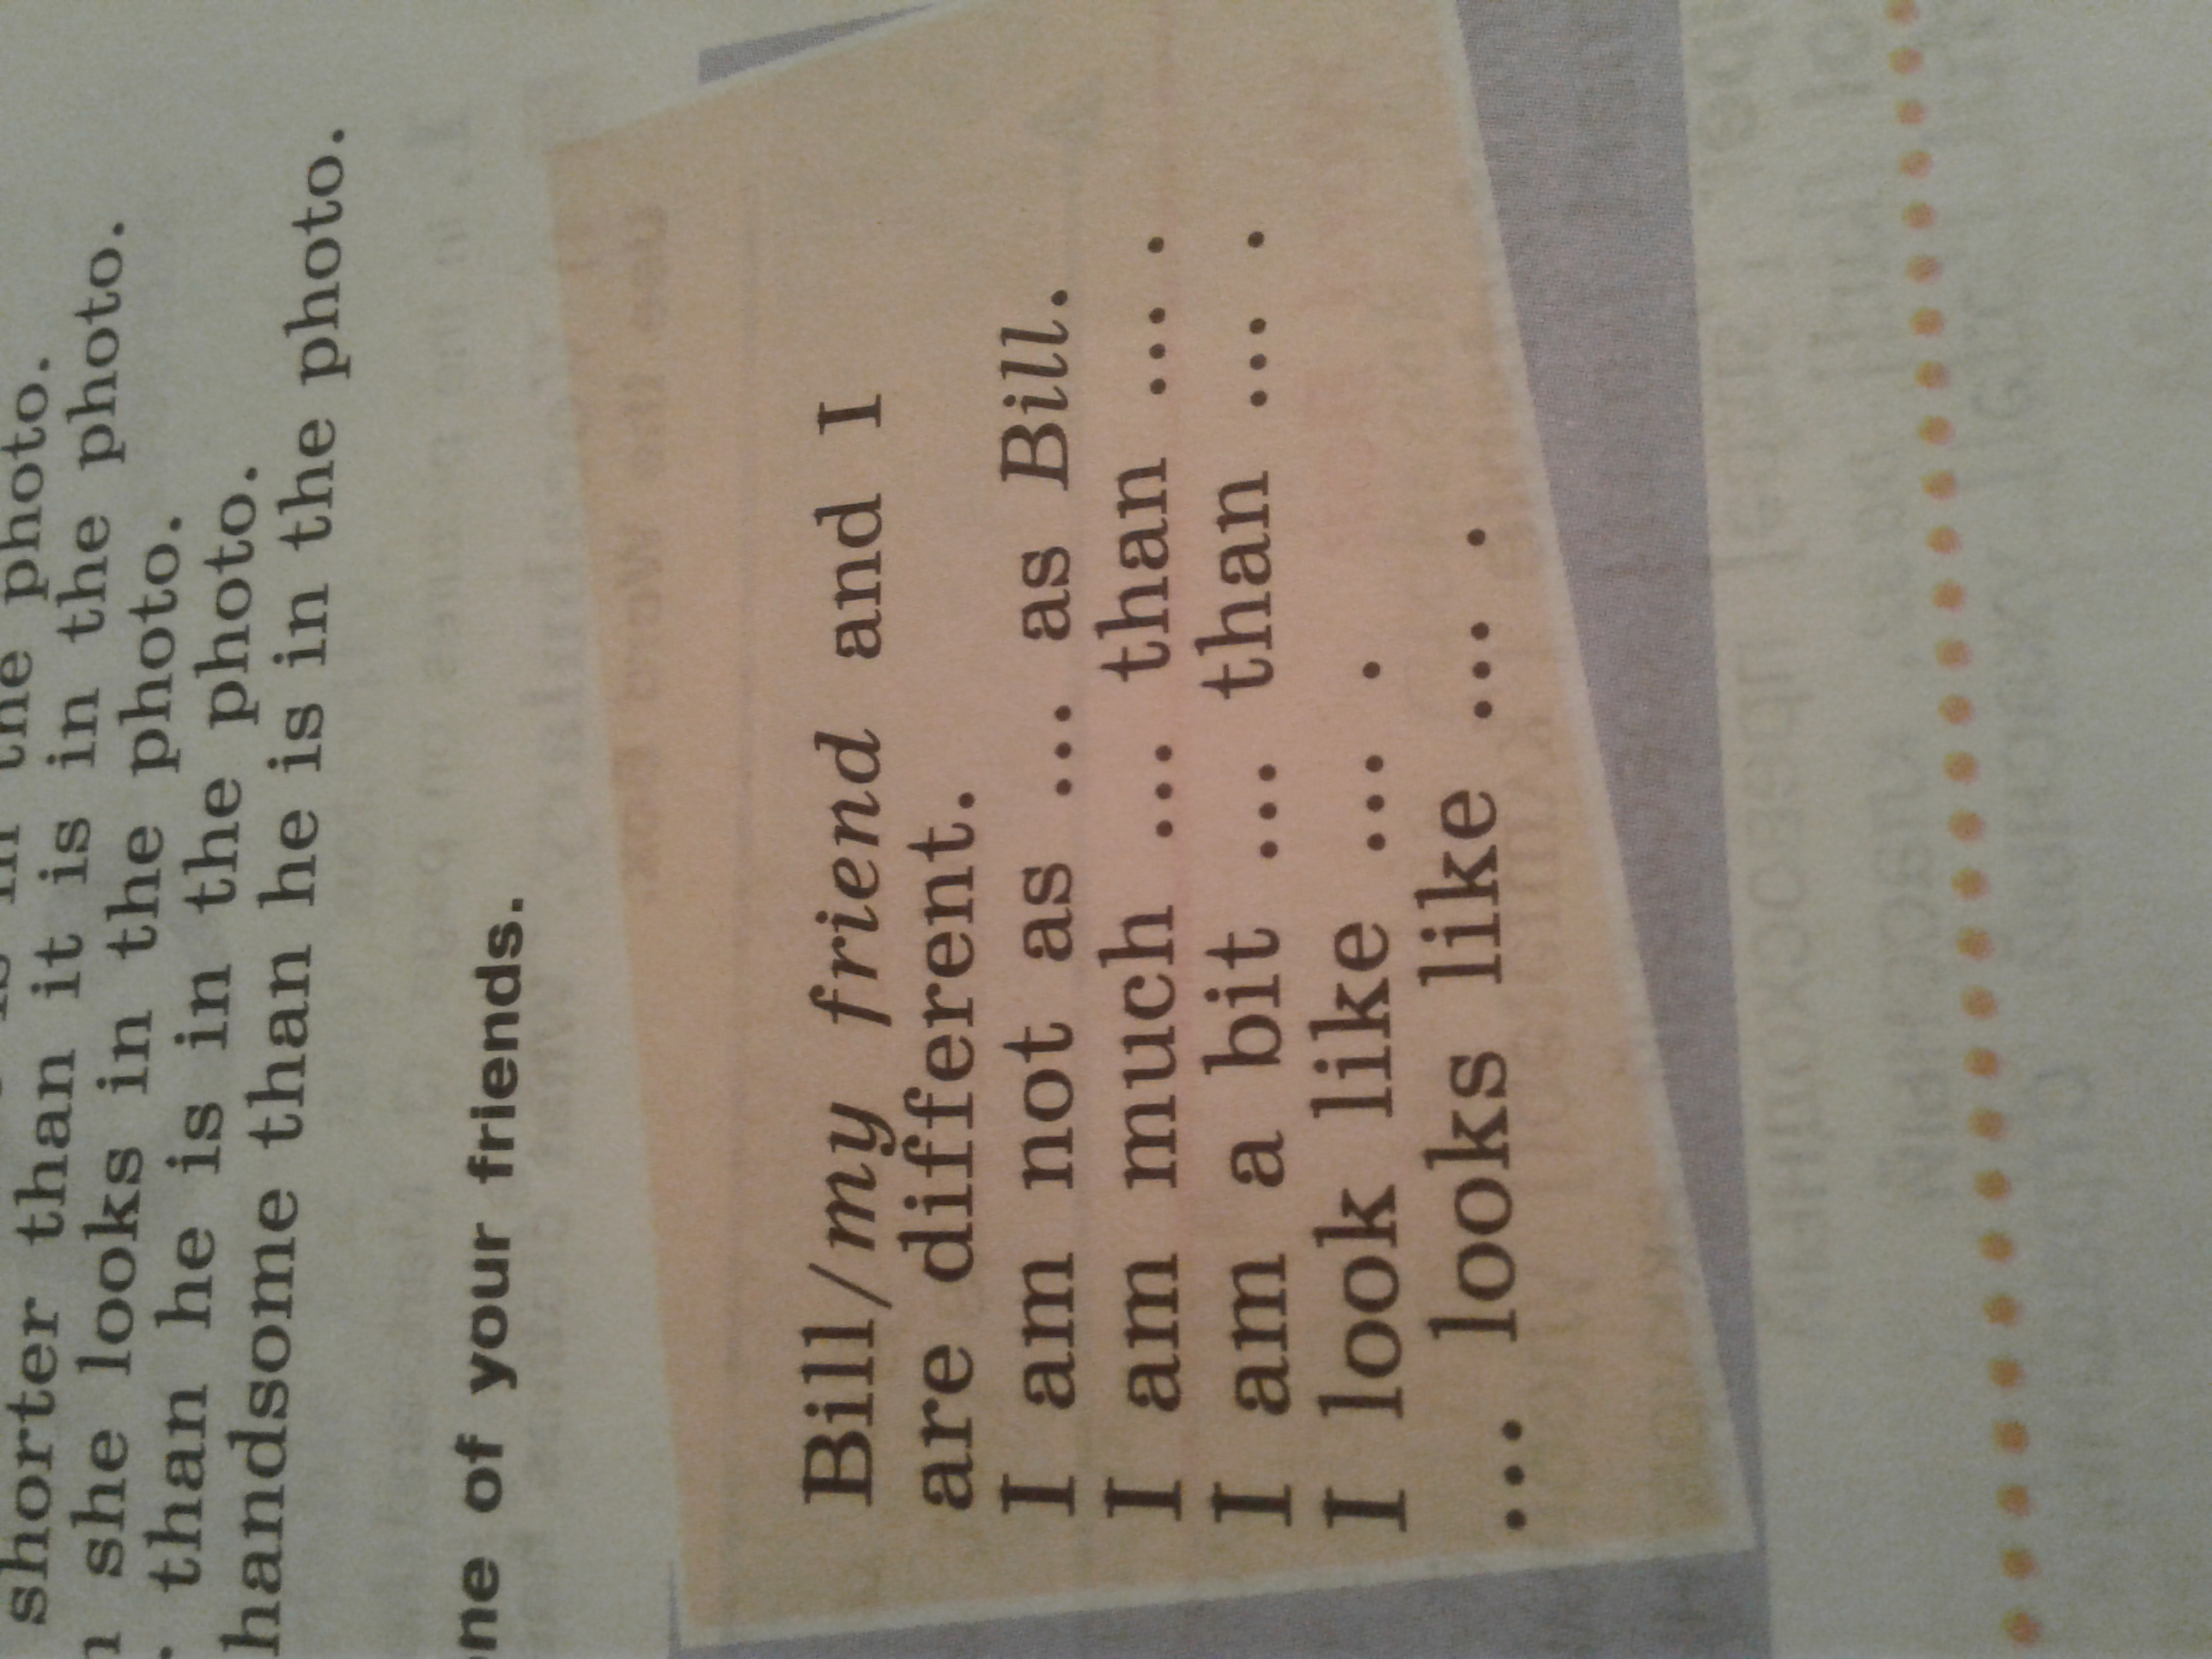 the photo.
shorter than it is in the photo.
she looks in the photo.
than he is in the photo.
handsome than he is in the photo.
of your friends.
Bill/my friend and I
are different.
I am not as ... as Bill.
I am much ... than ... .
I am a bit ... than ... .
I look like ... .
... looks like ... .